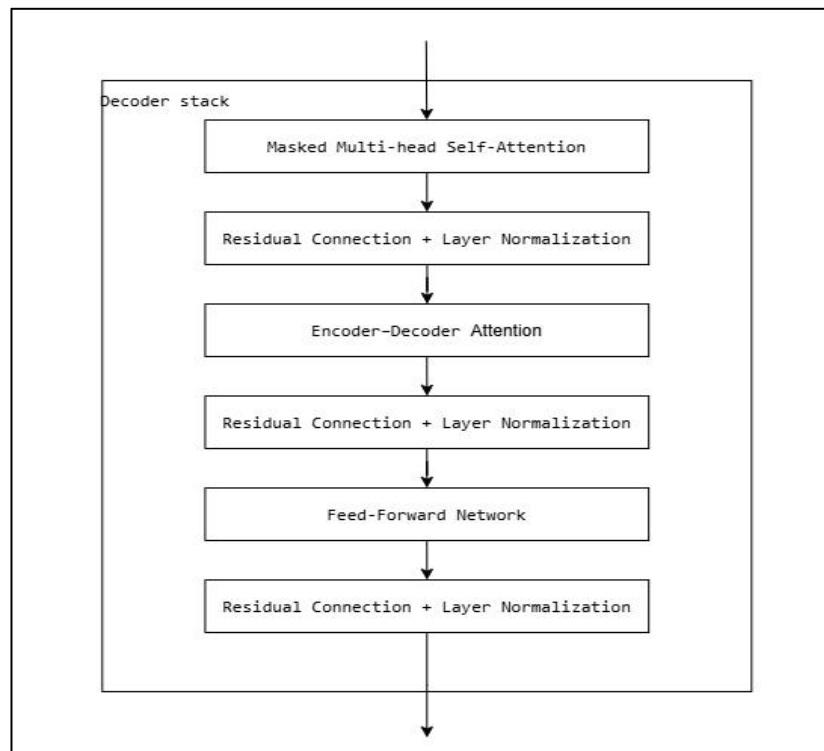 Decoder stack
Masked Multi-head Self-Attention
Residual Connection + Layer Normalization
Encoder–Decoder Attention
Residual Connection + Layer Normalization
Feed-Forward Network
Residual Connection + Layer Normalization